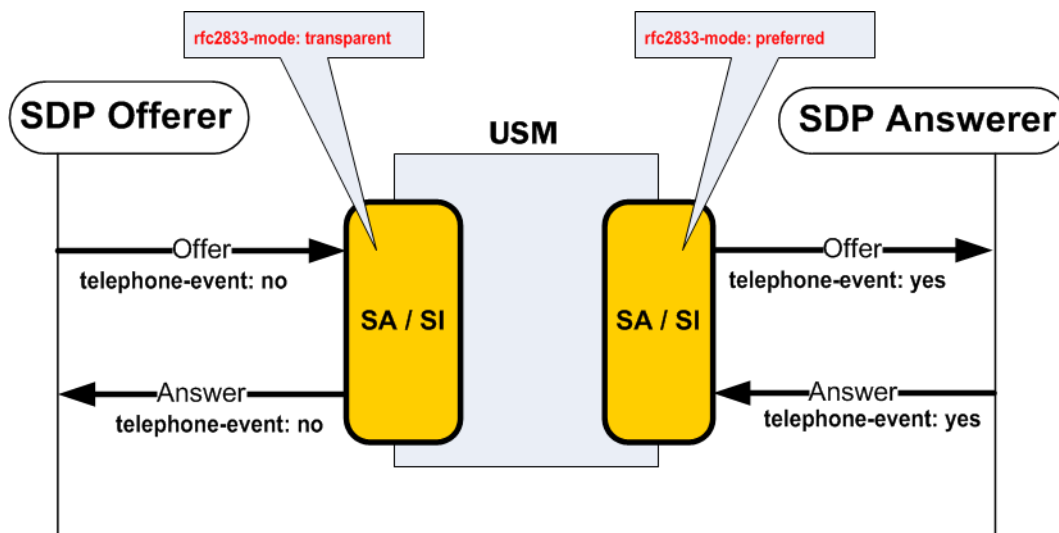 rfc2833-mode: transparent
rfc2833-mode: preferred
SDP Offerer
SDP Answerer
USM
Offer
telephone-event: no
Offer
telephone-event: yes
SA / SI
SA / SI
Answer
telephone-event: no
Answer
telephone-event: yes